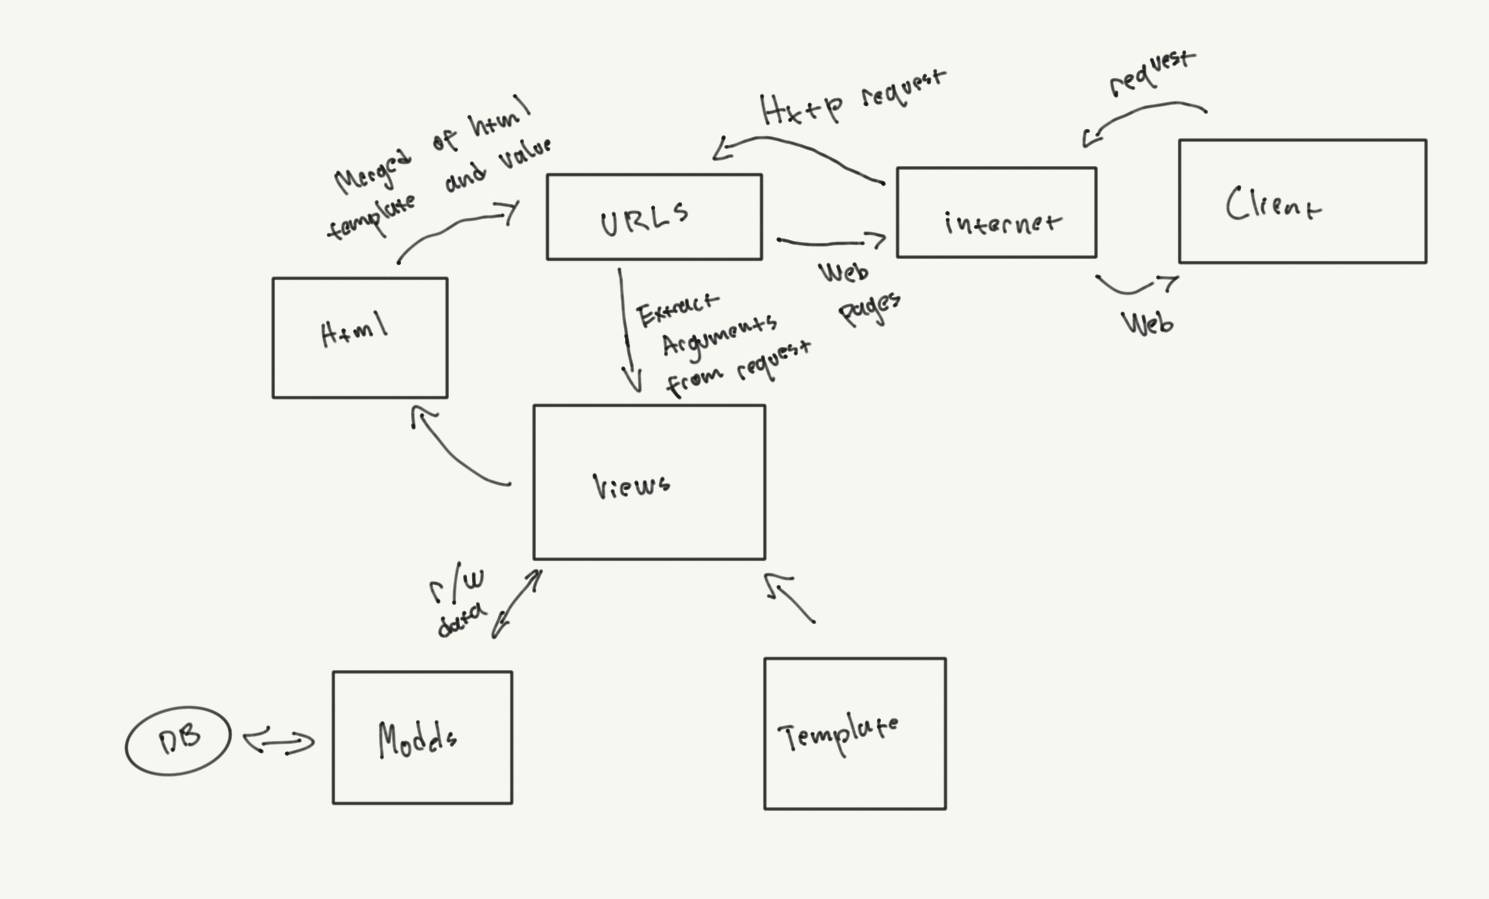 request
Http request
Merged of html
template and value
URLS
internet
Client
Web
pages
Web
Html
Extract
Arguments
from request
Views
r/w
data
DB
Models
Template